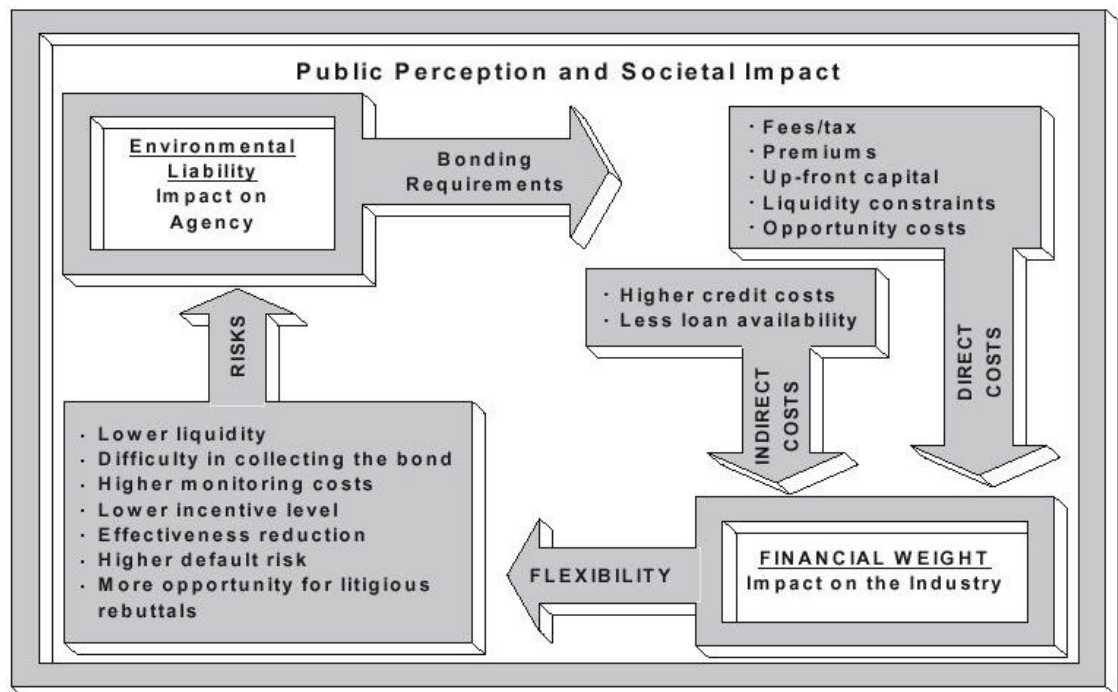 Public Perception and Societal Impact
Environmental
Liability
Impact on
Agency
Bonding
Requirements
· Fees/tax
· Premiums
· Up-front capital
· Liquidity constraints
· Opportunity costs
· Higher credit costs
· Less loan availability
DIRECT
COSTS
INDIRECT
COSTS
RISKS
· Lower liquidity
· Difficulty in collecting the bond
· Higher monitoring costs
· Lower incentive level
· Effectiveness reduction
· Higher default risk
· More opportunity for litigious
rebuttals
FLEXIBILITY
FINANCIAL WEIGHT
Impact on the Industry